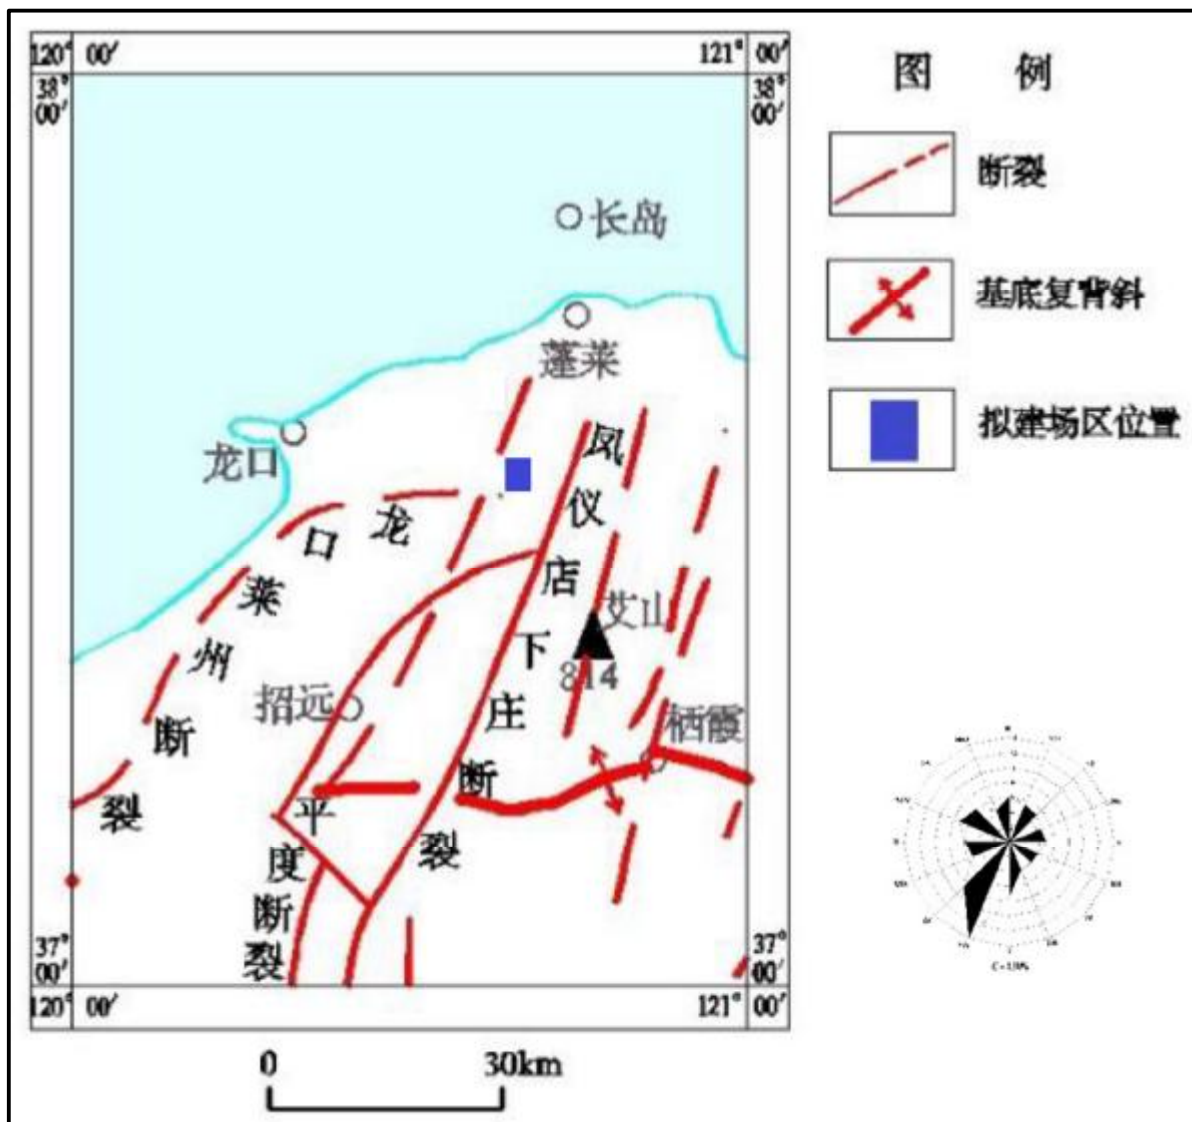 120° 00′
121° 00′
38° 00′
38° 00′
长岛
蓬莱
龙口
龙口莱州断裂
凤仪店下庄断裂
艾山
814
招远
栖霞
平度断裂
37° 00′
37° 00′
120° 00′
121° 00′
0 30km
图 例
断裂
基底复背斜
拟建场区位置